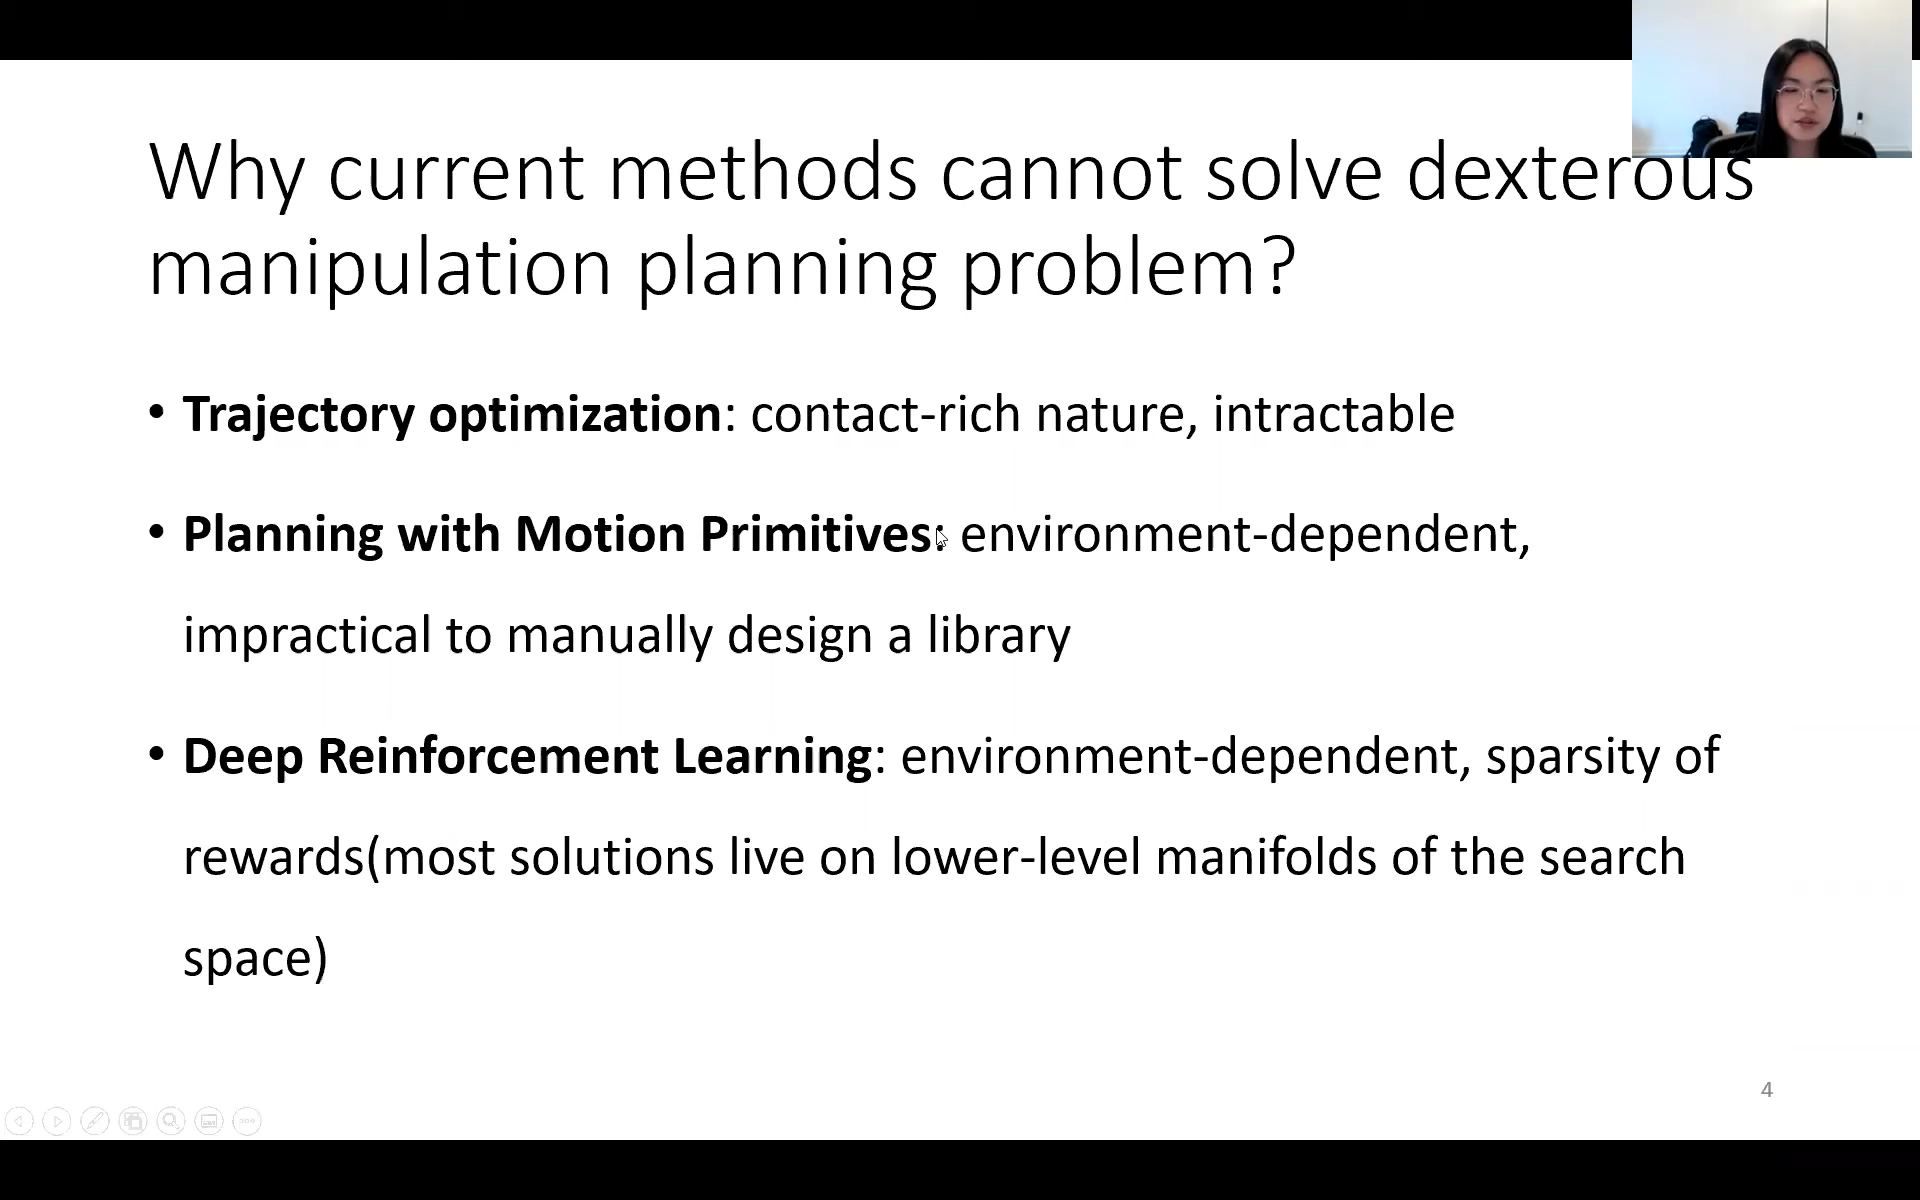 Why current methods cannot solve dexterous
manipulation planning problem?
• Trajectory optimization: contact-rich nature, intractable
• Planning with Motion Primitives: environment-dependent,
impractical to manually design a library
• Deep Reinforcement Learning: environment-dependent, sparsity of
rewards(most solutions live on lower-level manifolds of the search
space)
4